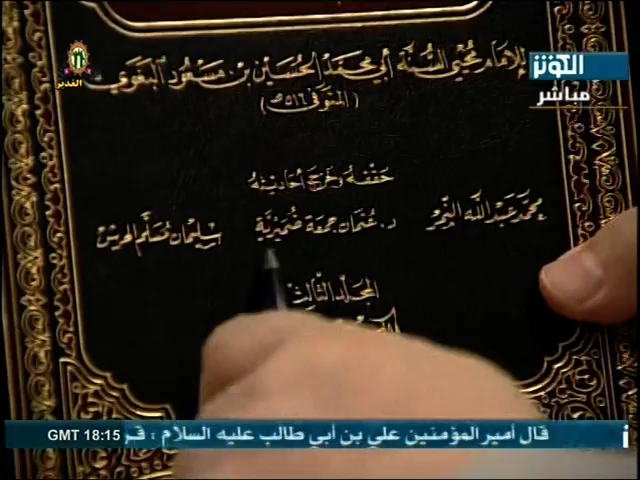 للإمام محيي السنة أبي محمد الحسين بن مسعود البغوي
(المتوفى ٥١٦هـ)
حققه وخرج أحاديثه
محمد عبد الله النمر د. عثمان جمعة ضميرية سليمان مسلم الحرش
المجلد الثالث
الكوثر
مباشر
الغدير
قال أمير المؤمنين علي بن أبي طالب عليه السلام :
GMT 18:15